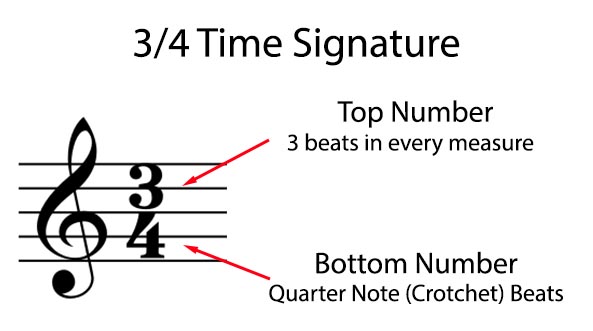 3/4 Time Signature
Top Number
3 beats in every measure
3
4
Bottom Number
Quarter Note (Crotchet) Beats